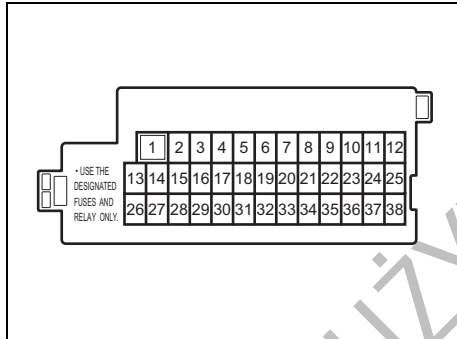 1 2 3 4 5 6 7 8 9 10 11 12
13 14 15 16 17 18 19 20 21 22 23 24 25
26 27 28 29 30 31 32 33 34 35 36 37 38
• USE THE
DESIGNATED
FUSES AND
RELAY ONLY.